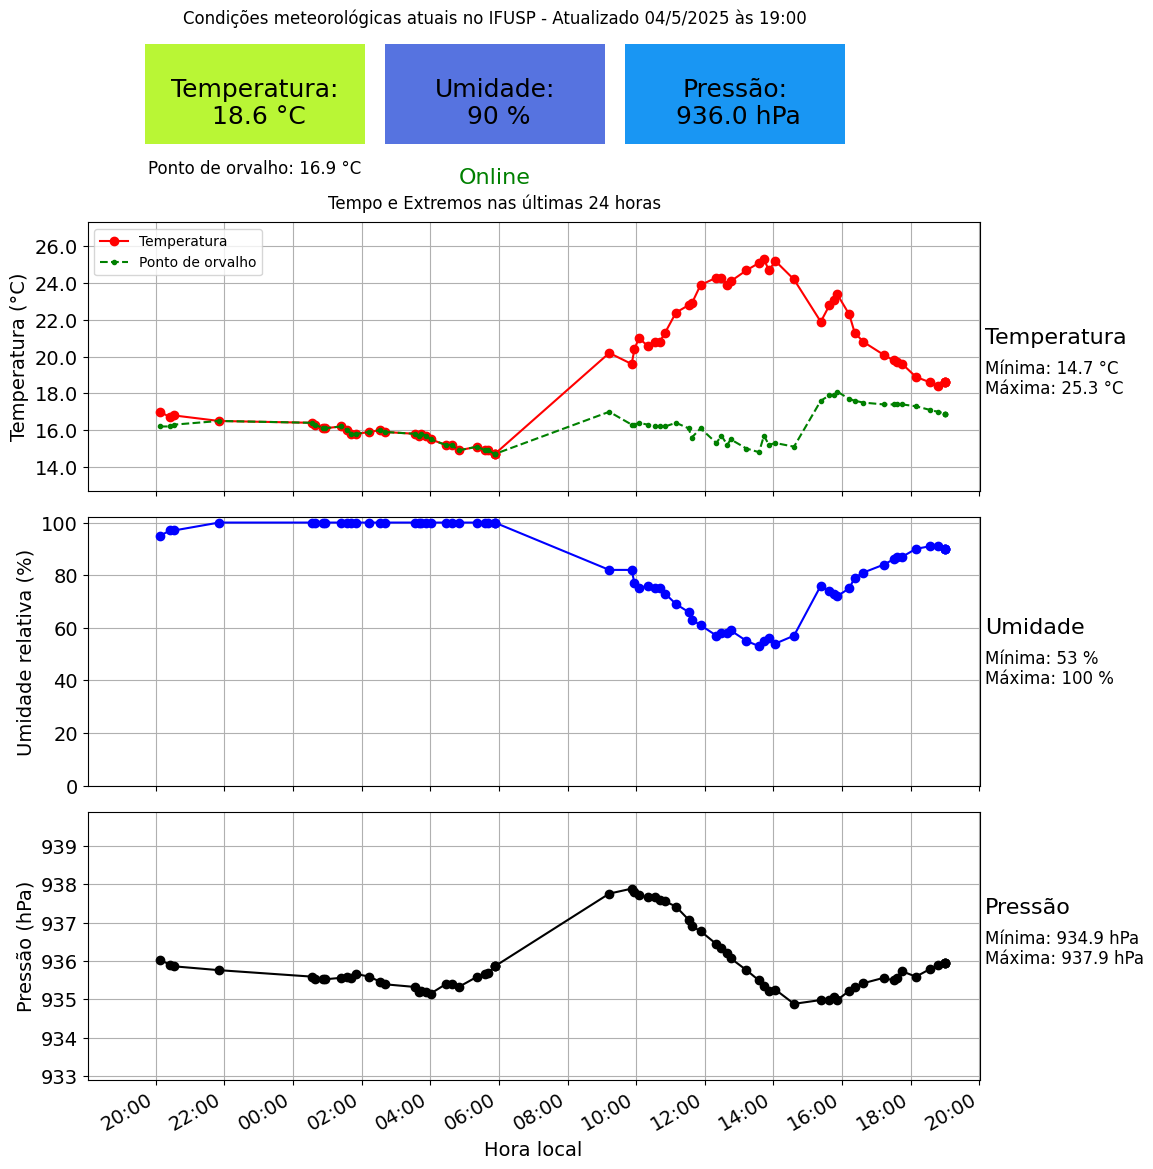 Condições meteorológicas atuais no IFUSP - Atualizado 04/5/2025 às 19:00
Temperatura:
18.6 °C
Umidade:
90 %
Pressão:
936.0 hPa
Ponto de orvalho: 16.9 °C
Online
Tempo e Extremos nas últimas 24 horas
Temperatura (°C)
26.0
24.0
22.0
20.0
18.0
16.0
14.0
Temperatura
Ponto de orvalho
Temperatura
Mínima: 14.7 °C
Máxima: 25.3 °C
Umidade relativa (%)
100
80
60
40
20
0
Umidade
Mínima: 53 %
Máxima: 100 %
Pressão (hPa)
939
938
937
936
935
934
933
Pressão
Mínima: 934.9 hPa
Máxima: 937.9 hPa
20:00 22:00 00:00 02:00 04:00 06:00 08:00 10:00 12:00 14:00 16:00 18:00 20:00
Hora local